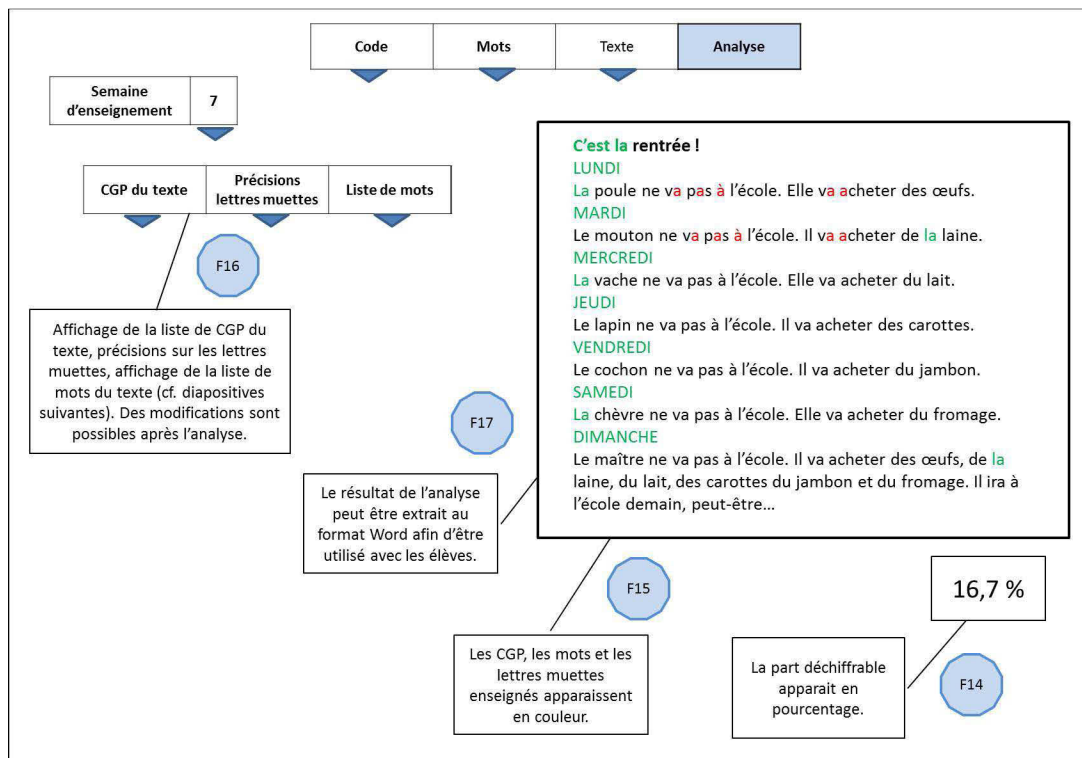 Code Mots Texte Analyse
Semaine
d’enseignement
7
CGP du texte
Précisions
lettres muettes
Liste de mots
F16
Affichage de la liste de CGP du
texte, précisions sur les lettres
muettes, affichage de la liste de
mots du texte (cf. diapositives
suivantes). Des modifications sont
possibles après l’analyse.
C’est la rentrée !
LUNDI
La poule ne va pas à l’école. Elle va acheter des œufs.
MARDI
Le mouton ne va pas à l’école. Il va acheter de la laine.
MERCREDI
La vache ne va pas à l’école. Elle va acheter du lait.
JEUDI
Le lapin ne va pas à l’école. Il va acheter des carottes.
VENDREDI
Le cochon ne va pas à l’école. Il va acheter du jambon.
SAMEDI
La chèvre ne va pas à l’école. Elle va acheter du fromage.
DIMANCHE
Le maître ne va pas à l’école. Il va acheter des œufs, de la
laine, du lait, des carottes du jambon et du fromage. Il ira à
l’école demain, peut-être…
F17
Le résultat de l’analyse
peut être extrait au
format Word afin d’être
utilisé avec les élèves.
F15
Les CGP, les mots et les
lettres muettes
enseignés apparaissent
en couleur.
16,7 %
La part déchiffrable
apparait en
pourcentage.
F14